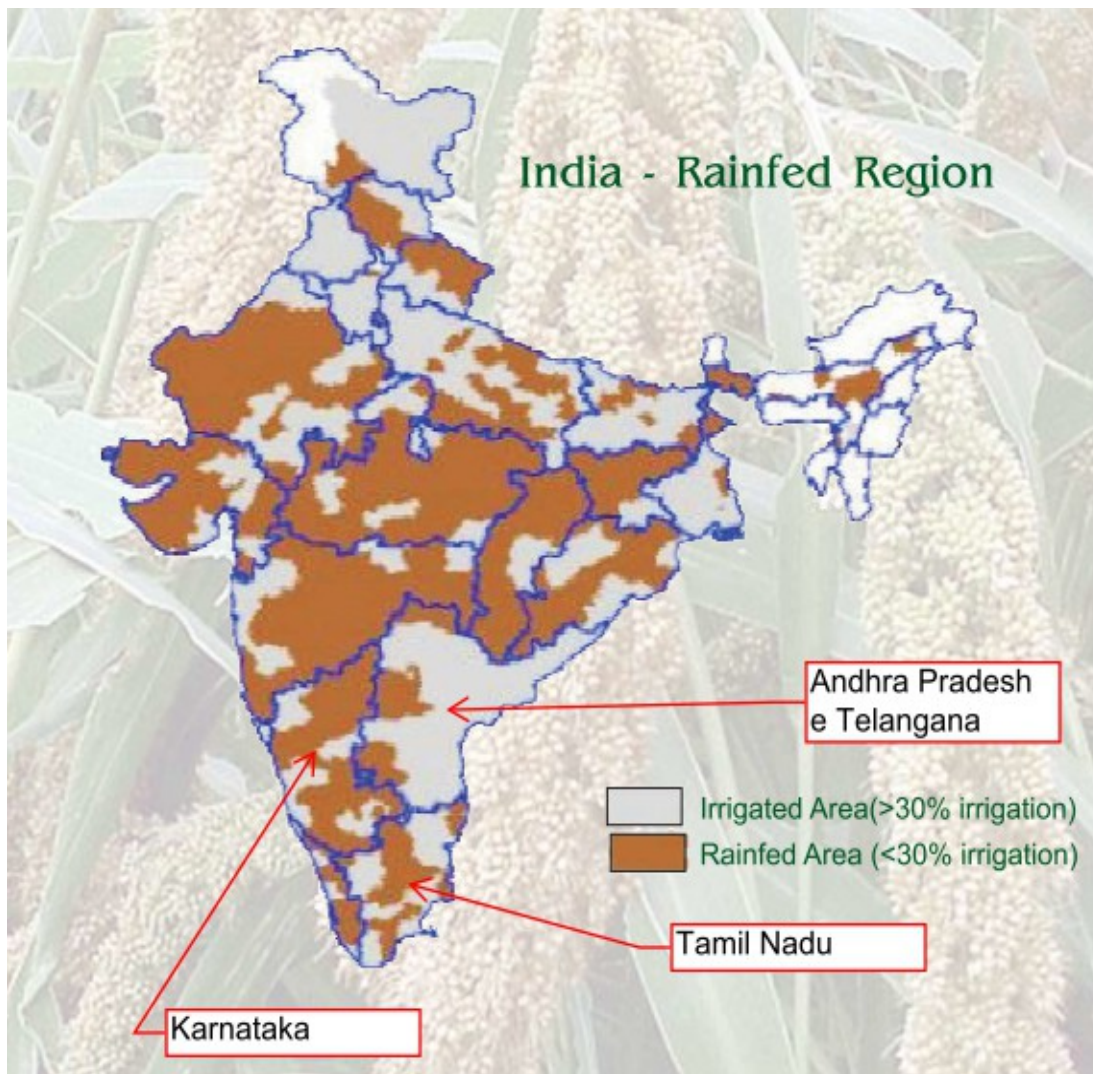 India - Rainfed Region
Andhra Pradesh
e Telangana
Irrigated Area(>30% irrigation)
Rainfed Area (<30% irrigation)
Tamil Nadu
Karnataka